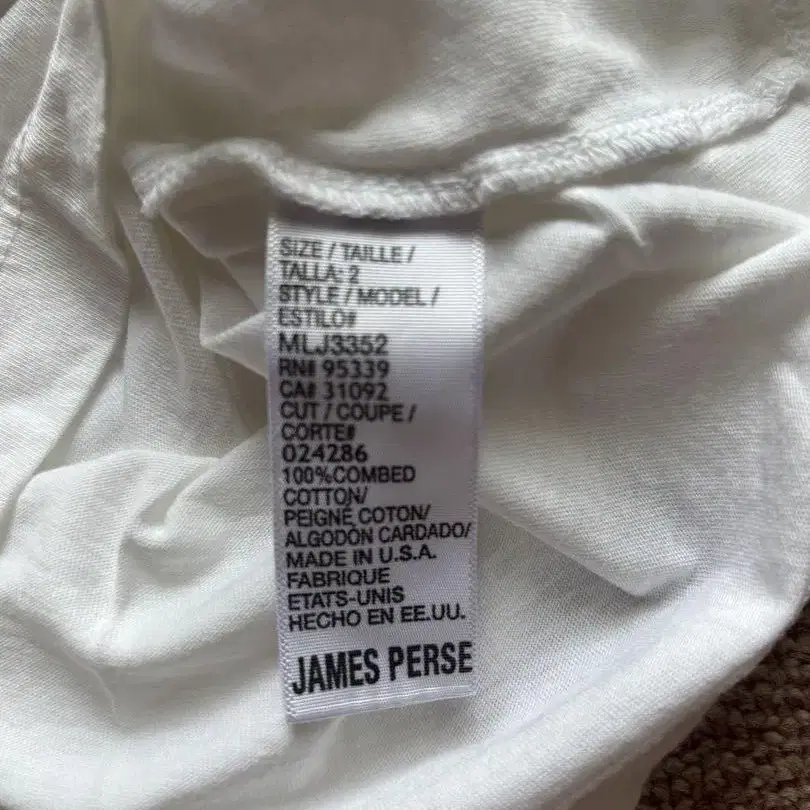 SIZE / TAILLE /
TALLA: 2
STYLE / MODEL /
ESTILO#
MLJ3352
RN# 95339
CA# 31092
CUT / COUPE /
CORTE#
024286
100%COMBED
COTTON/
PEIGNÉ COTON/
ALGODÓN CARDADO/
MADE IN U.S.A.
FABRIQUE
ETATS-UNIS
HECHO EN EE.UU.
JAMES PERSE